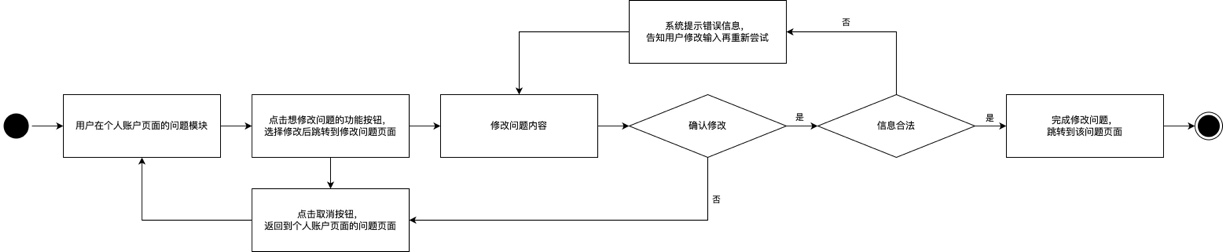 系统提示错误信息,
告知用户修改输入再重新尝试
否
用户在个人账户页面的问题模块
点击想修改问题的功能按钮,
选择修改后跳转到修改问题页面
修改问题内容
确认修改
是
信息合法
是
完成修改问题,
跳转到该问题页面
点击取消按钮,
返回到个人账户页面的问题页面
否